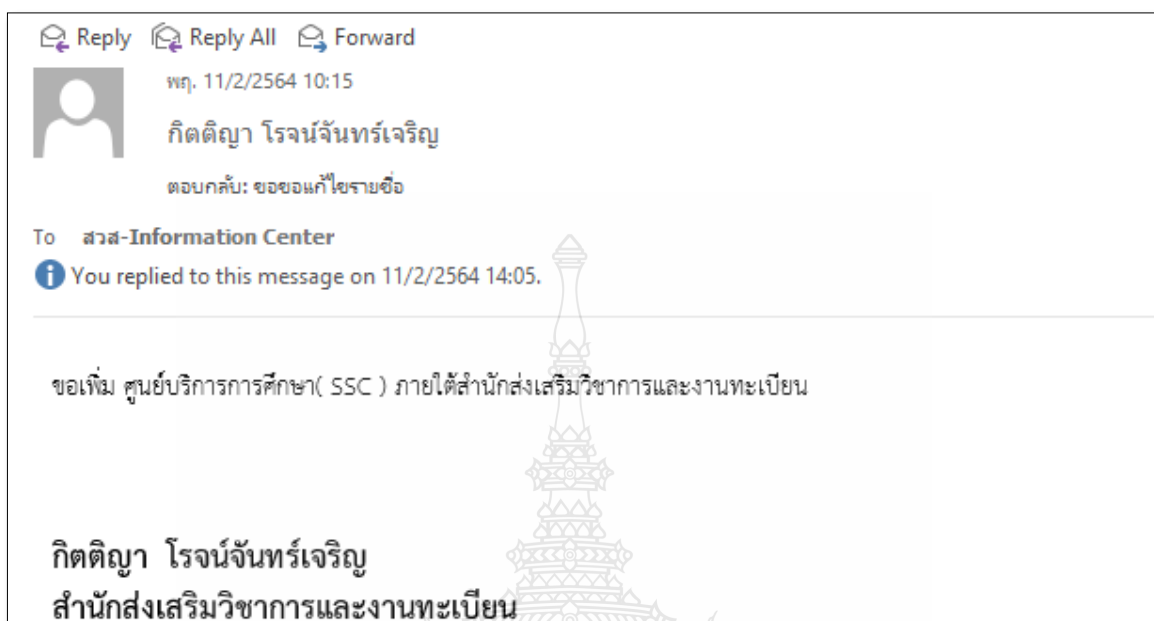 Reply Reply All Forward
พฤ. 11/2/2564 10:15
กิตติญา โรจน์จันทร์เจริญ
ตอบกลับ: ขอขอแก้ไขรายชื่อ
To สวส-Information Center
You replied to this message on 11/2/2564 14:05.
ขอเพิ่ม ศูนย์บริการการศึกษา( SSC ) ภายใต้สำนักส่งเสริมวิชาการและงานทะเบียน
กิตติญา โรจน์จันทร์เจริญ
สำนักส่งเสริมวิชาการและงานทะเบียน